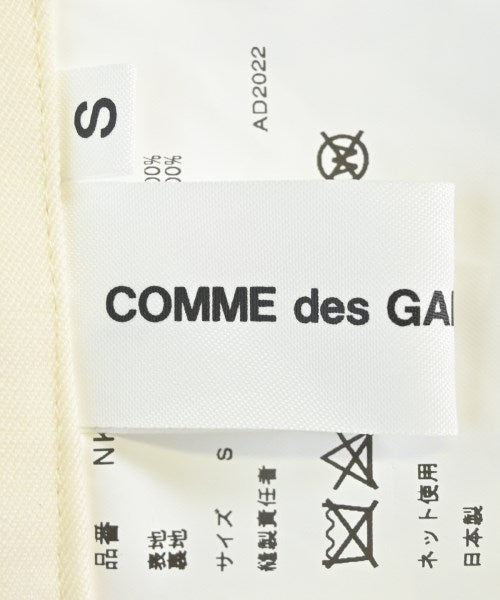 S
COMME des GA
AD2022
品番 NK
表地 00%
裏地 00%
サイズ S
縫製責任者
ネット使用
日本製